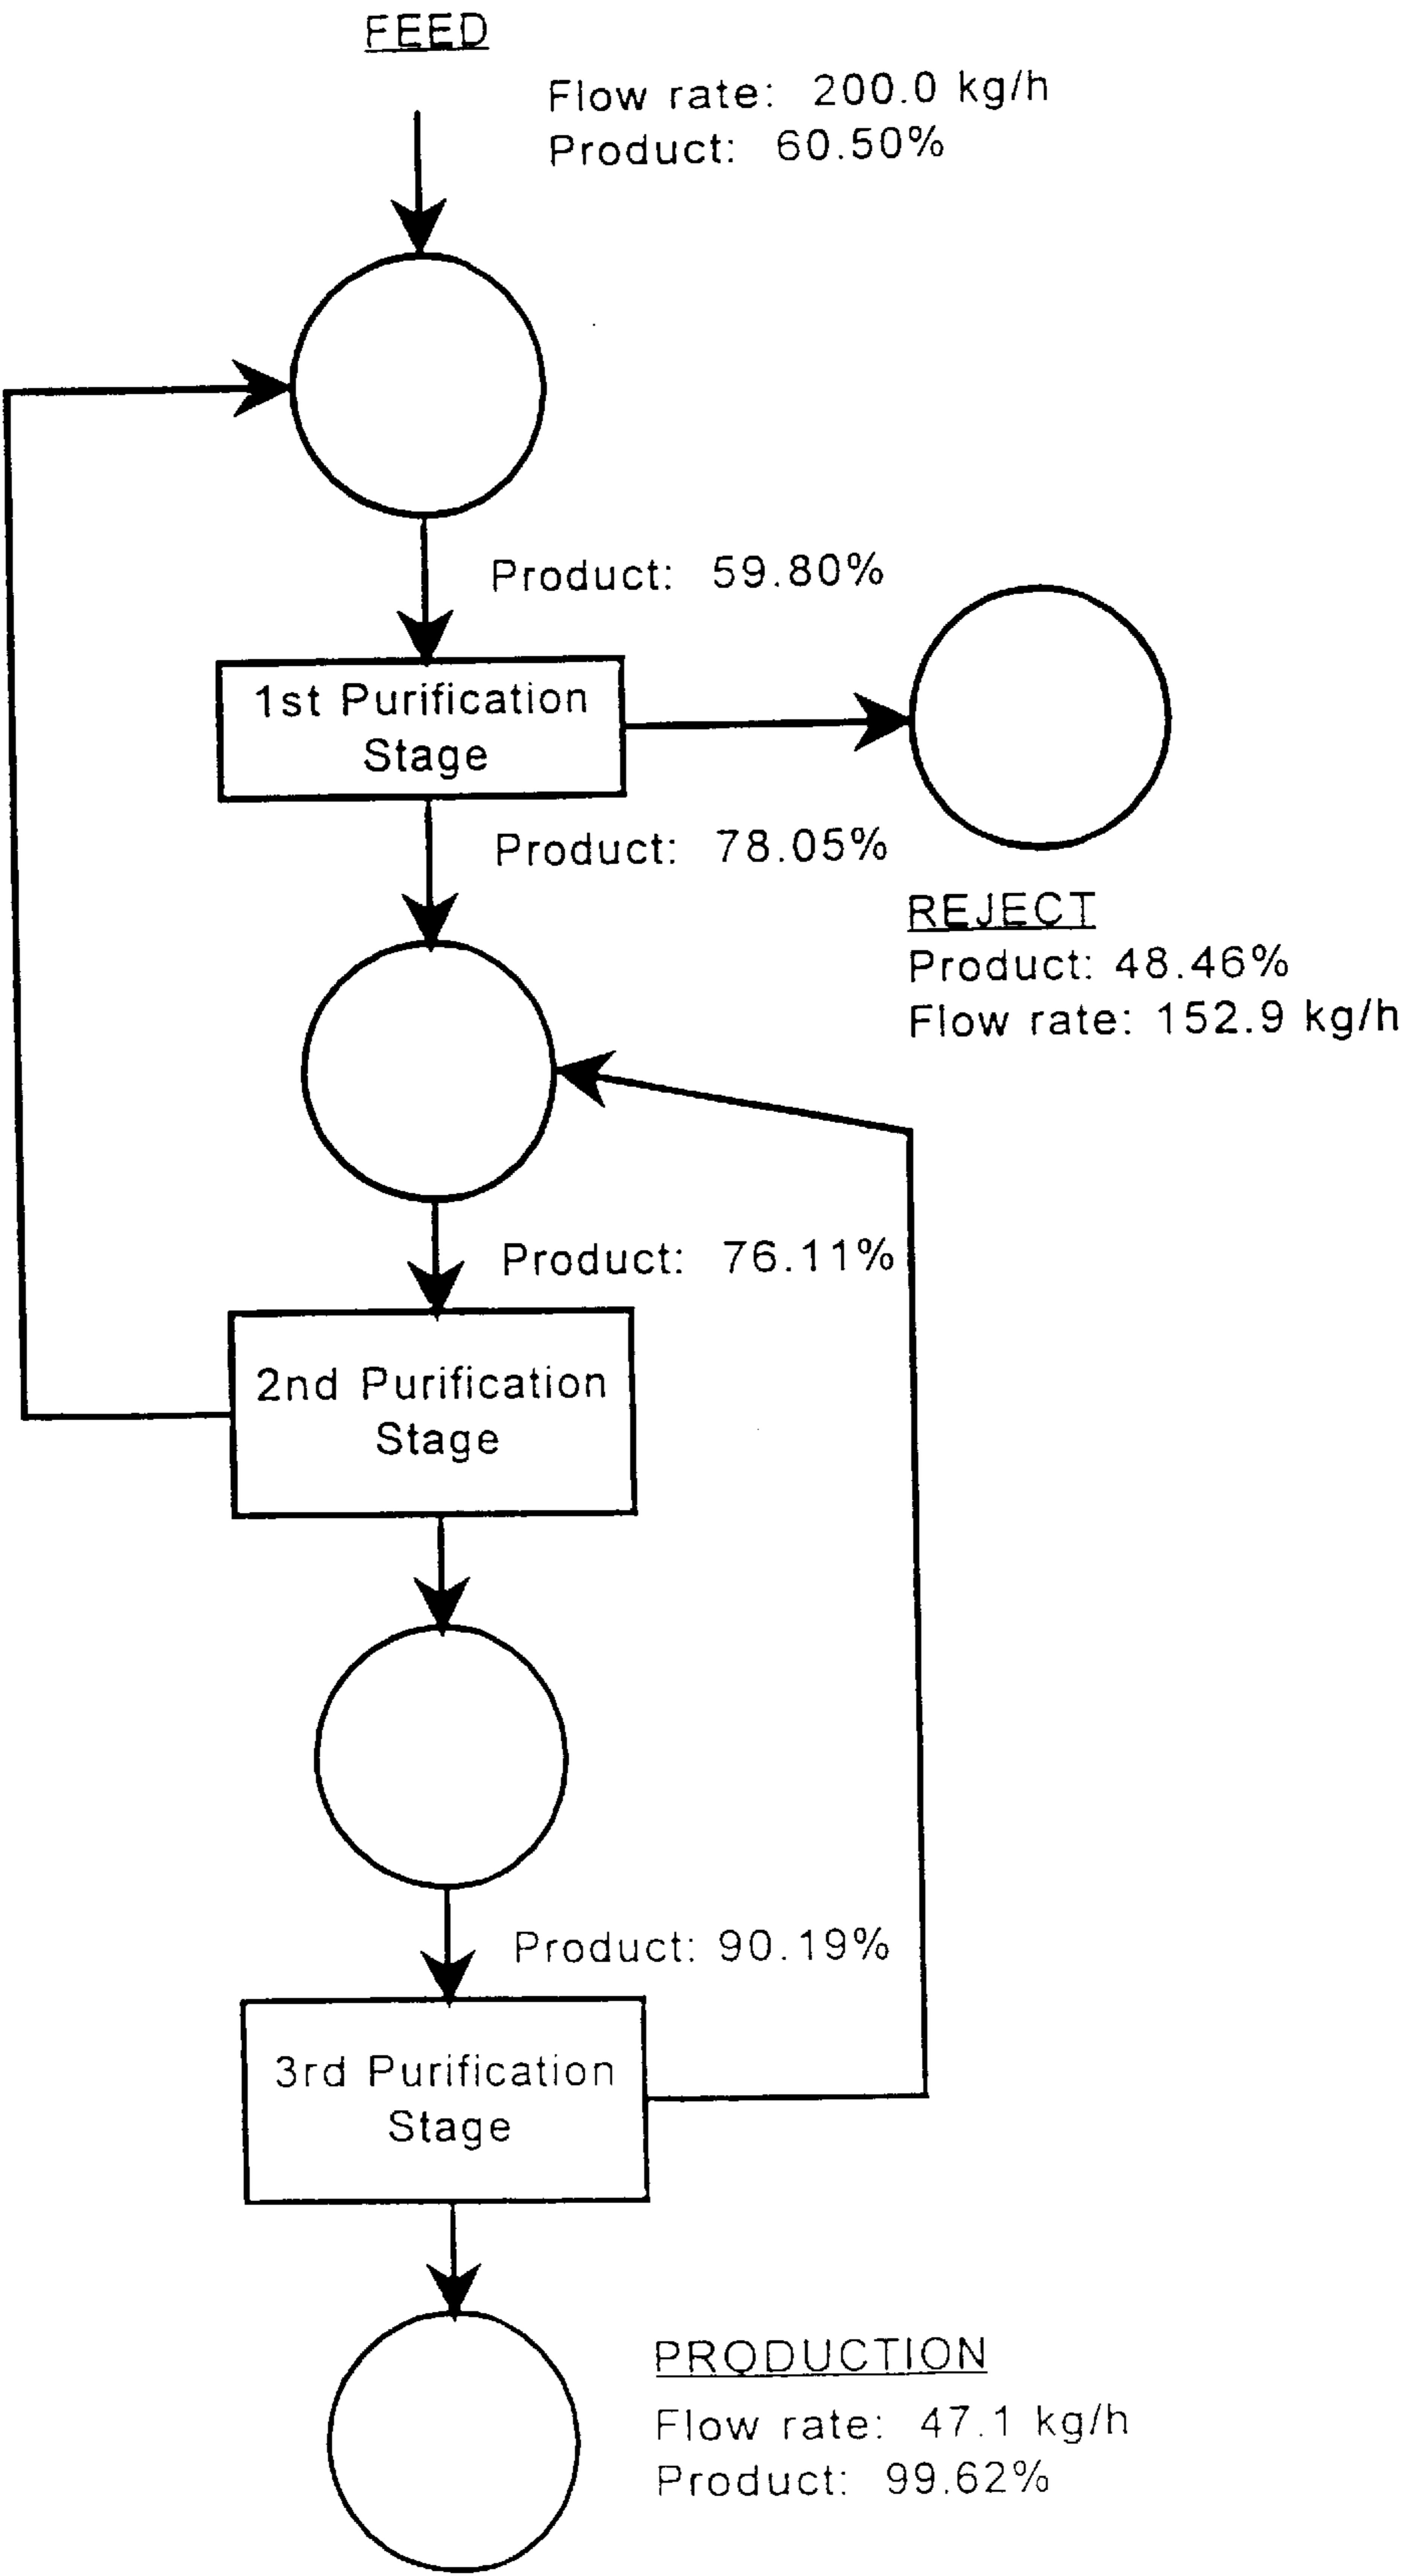 FEED
Flow rate: 200.0 kg/h
Product: 60.50%
Product: 59.80%
1st Purification
Stage
Product: 78.05%
REJECT
Product: 48.46%
Flow rate: 152.9 kg/h
Product: 76.11%
2nd Purification
Stage
Product: 90.19%
3rd Purification
Stage
PRODUCTION
Flow rate: 47.1 kg/h
Product: 99.62%